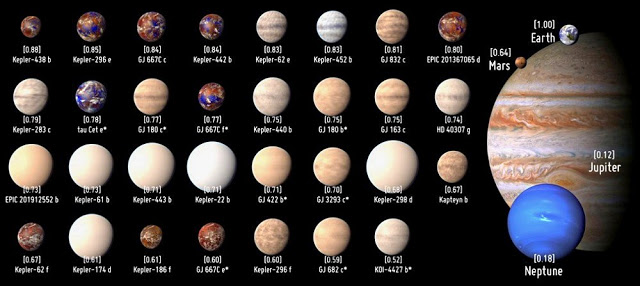 [0.88] [0.85] [0.84] [0.84] [0.83] [0.83] [0.81] [0.80]
Kepler-438 b Kepler-296 e GJ 667C c Kepler-442 b Kepler-62 e Kepler-452 b GJ 832 c EPIC 201367065 d
[0.79] [0.78] [0.77] [0.77] [0.75] [0.75] [0.75] [0.74]
Kepler-283 c tau Cet e* GJ 180 c* GJ 667C f* Kepler-440 b GJ 180 b* GJ 163 c HD 40307 g
[0.73] [0.73] [0.71] [0.71] [0.71] [0.70] [0.68] [0.67]
EPIC 201912552 b Kepler-61 b Kepler-443 b Kepler-22 b GJ 422 b* GJ 3293 c* Kepler-298 d Kapteyn b
[0.67] [0.61] [0.61] [0.60] [0.60] [0.59] [0.52]
Kepler-62 f Kepler-174 d Kepler-186 f GJ 667C e* Kepler-296 f GJ 682 c* KOI-4427 b*
[1.00]
Earth
[0.64]
Mars
[0.12]
Jupiter
[0.18]
Neptune